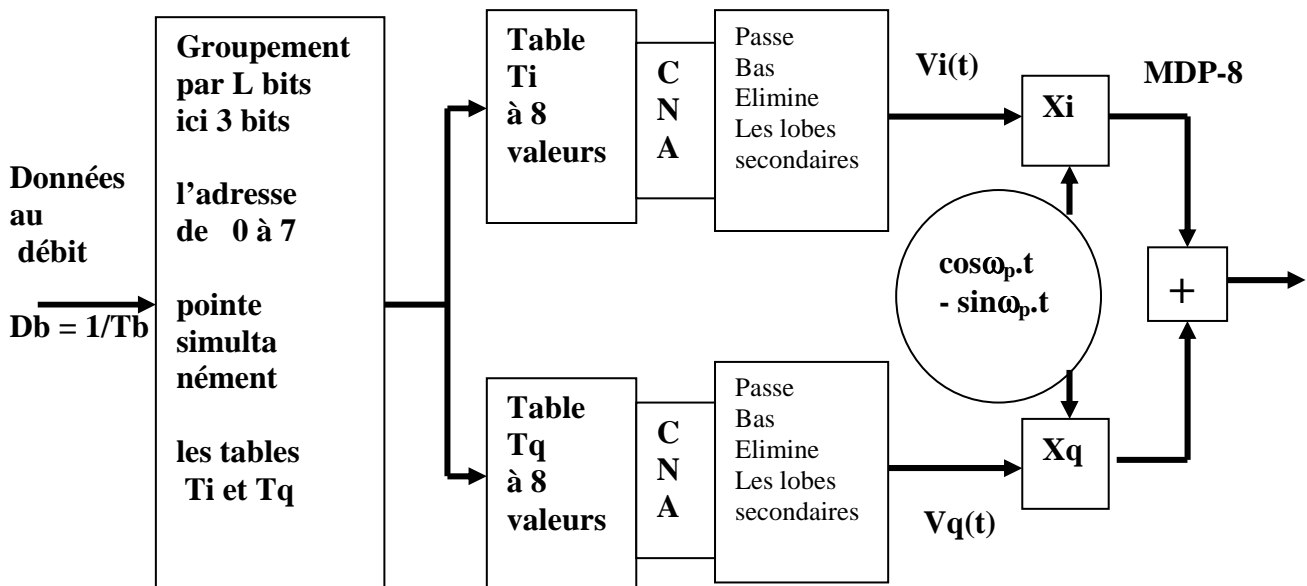 Données
au
débit
Db = 1/Tb
Groupement
par L bits
ici 3 bits
l’adresse
de 0 à 7
pointe
simulta
nément
les tables
Ti et Tq
Table
Ti
à 8
valeurs
C
N
A
Passe
Bas
Elimine
Les lobes
secondaires
Vi(t)
Xi
MDP-8
cosωp.t
- sinωp.t
+
Table
Tq
à 8
valeurs
C
N
A
Passe
Bas
Elimine
Les lobes
secondaires
Vq(t)
Xq